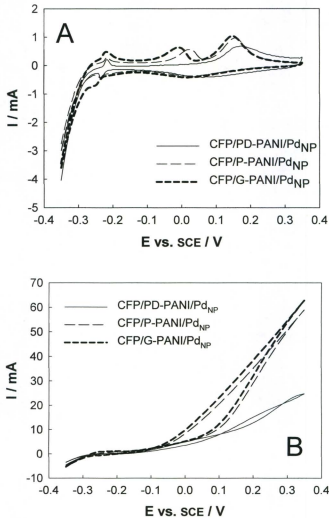 2
1
0
-1
-2
-3
-4
-5
I / mA
A
CFP/PD-PANI/PdNP
CFP/P-PANI/PdNP
CFP/G-PANI/PdNP
-0.4 -0.3 -0.2 -0.1 0.0 0.1 0.2 0.3 0.4
E vs. SCE / V
70
60
50
40
30
20
10
0
-10
I / mA
CFP/PD-PANI/PdNP
CFP/P-PANI/PdNP
CFP/G-PANI/PdNP
B
-0.4 -0.3 -0.2 -0.1 0.0 0.1 0.2 0.3 0.4
E vs. SCE / V